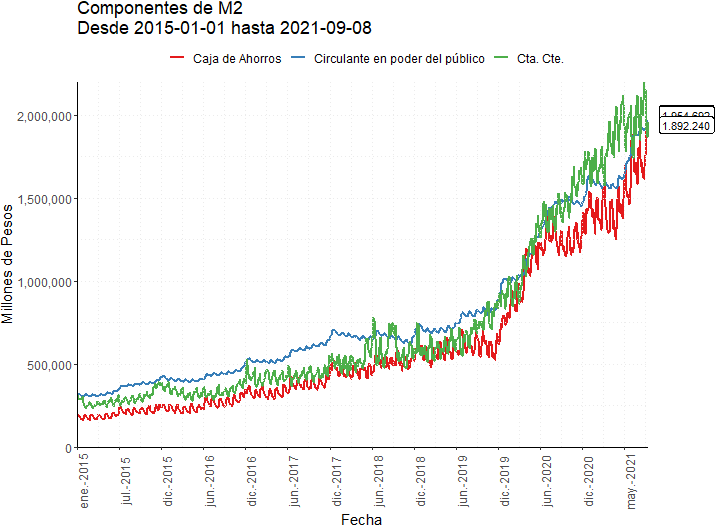 Componentes de M2
Desde 2015-01-01 hasta 2021-09-08
Caja de Ahorros
Circulante en poder del público
Cta. Cte.
Millones de Pesos
2,000,000
1,500,000
1,000,000
500,000
0
1.892.240
ene.-2015
jul.-2015
dic.-2015
jun.-2016
dic.-2016
jun.-2017
dic.-2017
jun.-2018
dic.-2018
jun.-2019
dic.-2019
jun.-2020
dic.-2020
may.-2021
Fecha